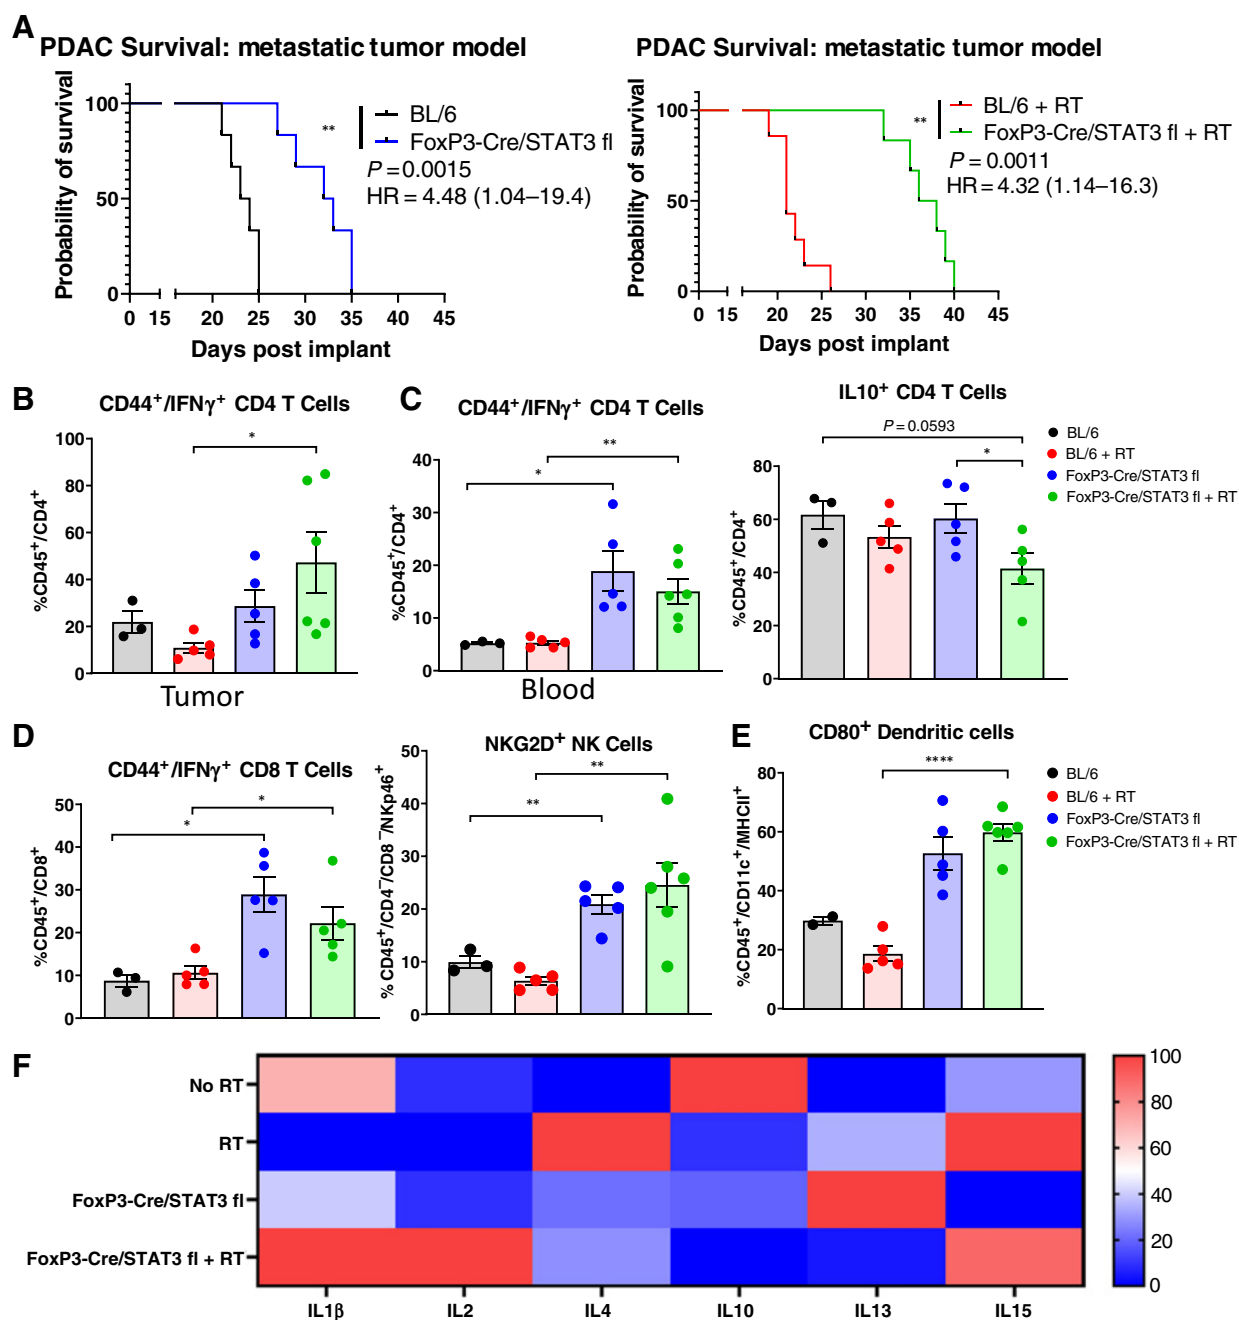 A
PDAC Survival: metastatic tumor model
Probability of survival
100
50
0
0 15 20 25 30 35 40 45
Days post implant
**
BL/6
FoxP3-Cre/STAT3 fl
P = 0.0015
HR = 4.48 (1.04–19.4)
PDAC Survival: metastatic tumor model
Probability of survival
100
50
0
0 15 20 25 30 35 40 45
Days post implant
**
BL/6 + RT
FoxP3-Cre/STAT3 fl + RT
P = 0.0011
HR = 4.32 (1.14–16.3)
B
CD44+/IFNγ+ CD4 T Cells
%CD45+/CD4+
100
80
60
40
20
0
*
Tumor
C
CD44+/IFNγ+ CD4 T Cells
%CD45+/CD4+
40
30
20
10
0
*
**
Blood
IL10+ CD4 T Cells
%CD45+/CD4+
80
60
40
20
0
P = 0.0593
*
BL/6
BL/6 + RT
FoxP3-Cre/STAT3 fl
FoxP3-Cre/STAT3 fl + RT
D
CD44+/IFNγ+ CD8 T Cells
%CD45+/CD8+
50
40
30
20
10
0
*
*
NKG2D+ NK Cells
% CD45+/CD4−/CD8−/NKp46+
50
40
30
20
10
0
**
**
E
CD80+ Dendritic cells
%CD45+/CD11c+/MHCII+
80
60
40
20
0
****
BL/6
BL/6 + RT
FoxP3-Cre/STAT3 fl
FoxP3-Cre/STAT3 fl + RT
F
No RT
RT
FoxP3-Cre/STAT3 fl
FoxP3-Cre/STAT3 fl + RT
IL1β IL2 IL4 IL10 IL13 IL15
100
80
60
40
20
0